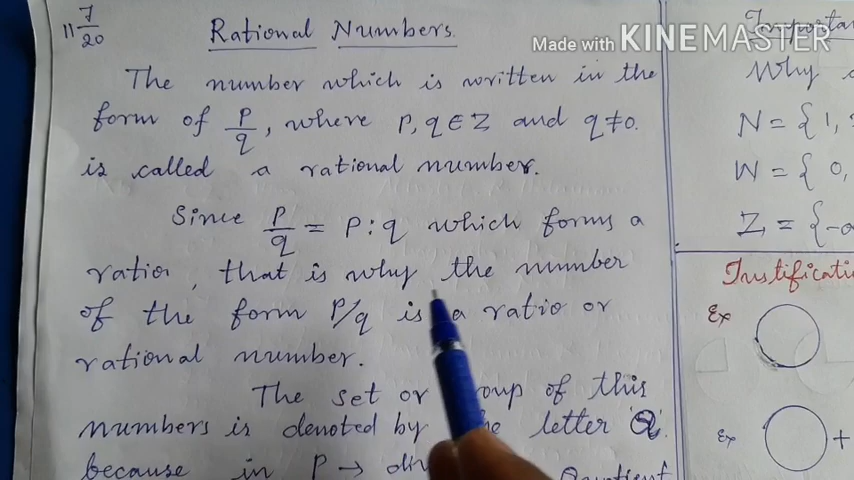 11 7/20
Rational Numbers.
Made with KINEMASTER
The number which is written in the
form of P/q, where P, q ∈ Z and q ≠ 0.
is called a rational number.
Since P/q = P : q which forms a
ratio, that is why the number
of the form P/q is a ratio or
rational number.
The set or group of this
numbers is denoted by the letter 'Q'.
because in P → Quotient
Why
N = { 1,
W = { 0,
Z = { -
Ex
Ex +